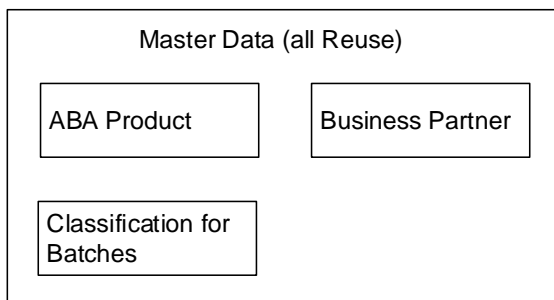 Master Data (all Reuse)
ABA Product
Business Partner
Classification for
Batches